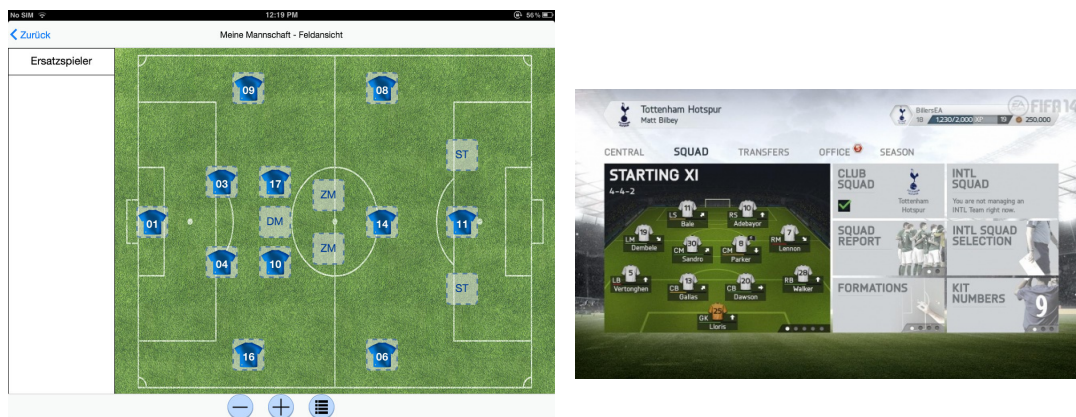 No SIM
12:19 PM
56%
Zurück
Meine Mannschaft - Feldansicht
Ersatzspieler
09
08
ST
03
17
ZM
01
DM
14
11
ZM
04
10
ST
16
06
FIFA 14
Tottenham Hotspur
Matt Bilbey
BillersEA
18 1,230/2,000 XP 19 250,000
CENTRAL SQUAD TRANSFERS OFFICE SEASON
STARTING XI
4-4-2
11
LS
Bale
10
RS
Adebayor
19
LM
Dembele
30
CM
Sandro
8
CM
Parker
7
RM
Lennon
5
LB
Vertonghen
13
CB
Gallas
20
CB
Dawson
28
RB
Walker
25
GK
Lloris
CLUB
SQUAD
Tottenham
Hotspur
INTL
SQUAD
You are not managing an
INTL Team right now.
SQUAD
REPORT
INTL SQUAD
SELECTION
FORMATIONS
KIT
NUMBERS
9